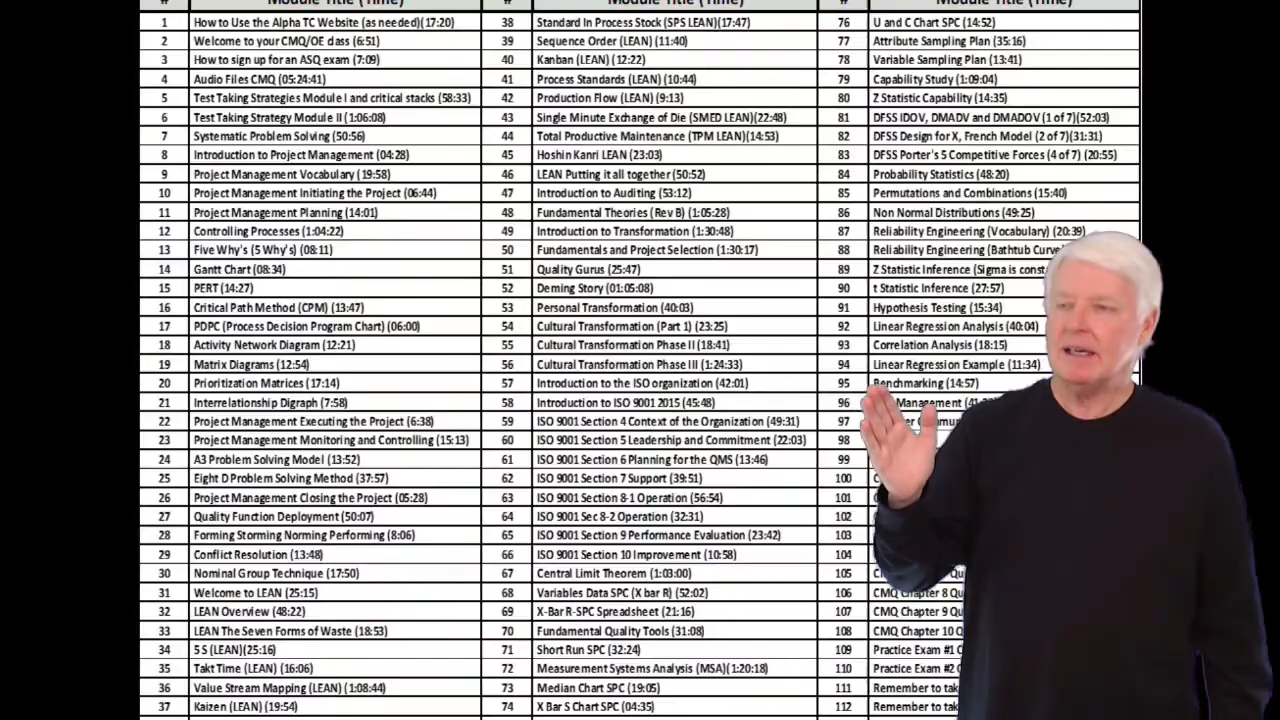 # Module Title (Time) # Module Title (Time) # Module Title (Time)
1 How to Use the Alpha TC Website (as needed)(17:20) 38 Standard In Process Stock (SPS LEAN)(17:47) 76 U and C Chart SPC (14:52)
2 Welcome to your CMQ/OE class (6:51) 39 Sequence Order (LEAN) (11:40) 77 Attribute Sampling Plan (35:16)
3 How to sign up for an ASQ exam (7:09) 40 Kanban (LEAN) (12:22) 78 Variable Sampling Plan (13:41)
4 Audio Files CMQ (05:24:41) 41 Process Standards (LEAN) (10:44) 79 Capability Study (1:09:04)
5 Test Taking Strategies Module I and critical stacks (58:33) 42 Production Flow (LEAN) (9:13) 80 Z Statistic Capability (14:35)
6 Test Taking Strategy Module II (1:06:08) 43 Single Minute Exchange of Die (SMED LEAN)(22:48) 81 DFSS IDOV, DMADV and DMADOV (1 of 7)(52:03)
7 Systematic Problem Solving (50:56) 44 Total Productive Maintenance (TPM LEAN)(14:53) 82 DFSS Design for X, French Model (2 of 7)(31:31)
8 Introduction to Project Management (04:28) 45 Hoshin Kanri LEAN (23:03) 83 DFSS Porter's 5 Competitive Forces (4 of 7) (20:55)
9 Project Management Vocabulary (19:58) 46 LEAN Putting it all together (50:52) 84 Probability Statistics (48:20)
10 Project Management Initiating the Project (06:44) 47 Introduction to Auditing (53:12) 85 Permutations and Combinations (15:40)
11 Project Management Planning (14:01) 48 Fundamental Theories (Rev B) (1:05:28) 86 Non Normal Distributions (49:25)
12 Controlling Processes (1:04:22) 49 Introduction to Transformation (1:30:48) 87 Reliability Engineering (Vocabulary) (20:39)
13 Five Why's (5 Why's) (08:11) 50 Fundamentals and Project Selection (1:30:17) 88 Reliability Engineering (Bathtub Curve
14 Gantt Chart (08:34) 51 Quality Gurus (25:47) 89 Z Statistic Inference (Sigma is
15 PERT (14:27) 52 Deming Story (01:05:08) 90 t Statistic Inference (27:57)
16 Critical Path Method (CPM) (13:47) 53 Personal Transformation (40:03) 91 Hypothesis Testing (15:34)
17 PDPC (Process Decision Program Chart) (06:00) 54 Cultural Transformation (Part 1) (23:25) 92 Linear Regression Analysis (40:04)
18 Activity Network Diagram (12:21) 55 Cultural Transformation Phase II (18:41) 93 Correlation Analysis (18:15)
19 Matrix Diagrams (12:54) 56 Cultural Transformation Phase III (1:24:33) 94 Linear Regression Example (11:34)
20 Prioritization Matrices (17:14) 57 Introduction to the ISO organization (42:01) 95 Benchmarking (14:57)
21 Interrelationship Digraph (7:58) 58 Introduction to ISO 9001 2015 (45:48) 96 Management
22 Project Management Executing the Project (6:38) 59 ISO 9001 Section 4 Context of the Organization (49:31) 97
23 Project Management Monitoring and Controlling (15:13) 60 ISO 9001 Section 5 Leadership and Commitment (22:03) 98
24 A3 Problem Solving Model (13:52) 61 ISO 9001 Section 6 Planning for the QMS (13:46) 99
25 Eight D Problem Solving Method (37:57) 62 ISO 9001 Section 7 Support (39:51) 100
26 Project Management Closing the Project (05:28) 63 ISO 9001 Section 8-1 Operation (56:54) 101
27 Quality Function Deployment (50:07) 64 ISO 9001 Sec 8-2 Operation (32:31) 102
28 Forming Storming Norming Performing (8:06) 65 ISO 9001 Section 9 Performance Evaluation (23:42) 103
29 Conflict Resolution (13:48) 66 ISO 9001 Section 10 Improvement (10:58) 104
30 Nominal Group Technique (17:50) 67 Central Limit Theorem (1:03:00) 105
31 Welcome to LEAN (25:15) 68 Variables Data SPC (X bar R) (52:02) 106 CMQ Chapter 8 Qu
32 LEAN Overview (48:22) 69 X-Bar R-SPC Spreadsheet (21:16) 107 CMQ Chapter 9 Qu
33 LEAN The Seven Forms of Waste (18:53) 70 Fundamental Quality Tools (31:08) 108 CMQ Chapter 10 Q
34 5 S (LEAN)(25:16) 71 Short Run SPC (32:24) 109 Practice Exam #1
35 Takt Time (LEAN) (16:06) 72 Measurement Systems Analysis (MSA)(1:20:18) 110 Practice Exam #2
36 Value Stream Mapping (LEAN) (1:08:44) 73 Median Chart SPC (19:05) 111 Remember to tak
37 Kaizen (LEAN) (19:54) 74 X Bar S Chart SPC (04:35) 112 Remember to tak